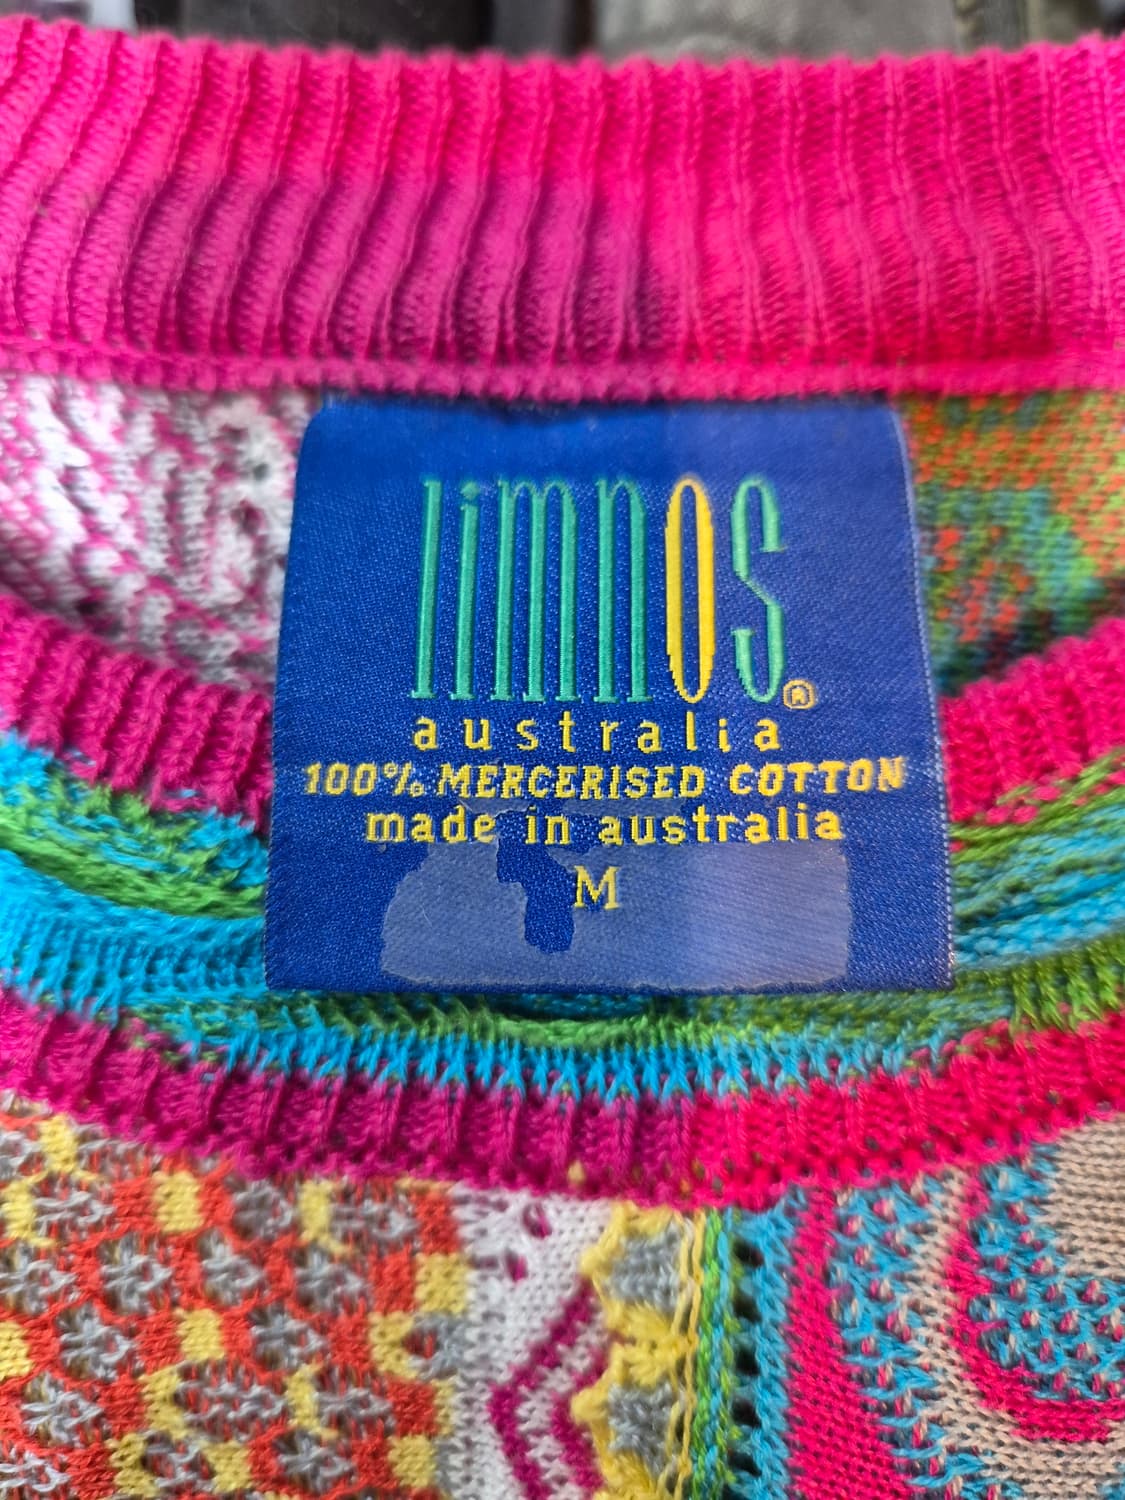 limnos®
australia
100% MERCERISED COTTON
made in australia
M